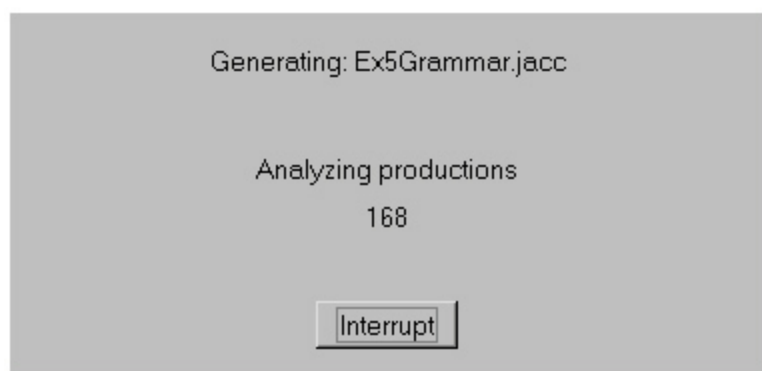 Generating: Ex5Grammar.jacc
Analyzing productions
168
Interrupt